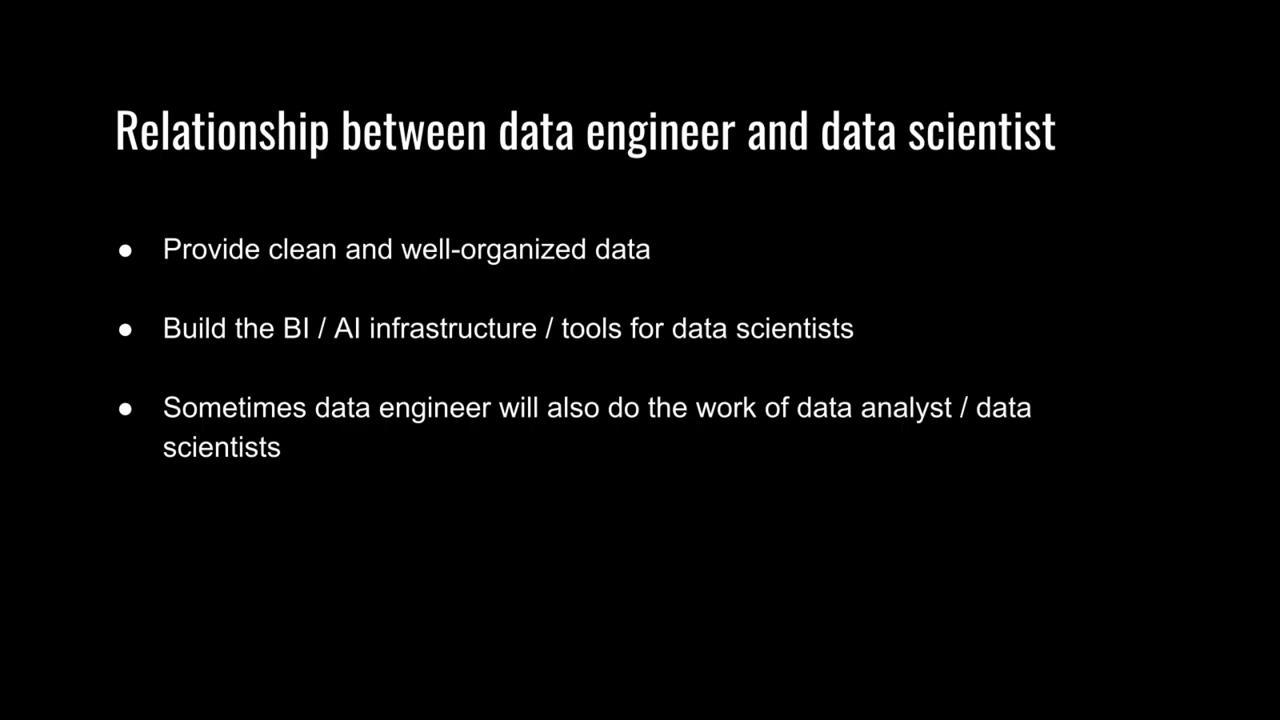 Relationship between data engineer and data scientist
● Provide clean and well-organized data
● Build the BI / AI infrastructure / tools for data scientists
● Sometimes data engineer will also do the work of data analyst / data
scientists